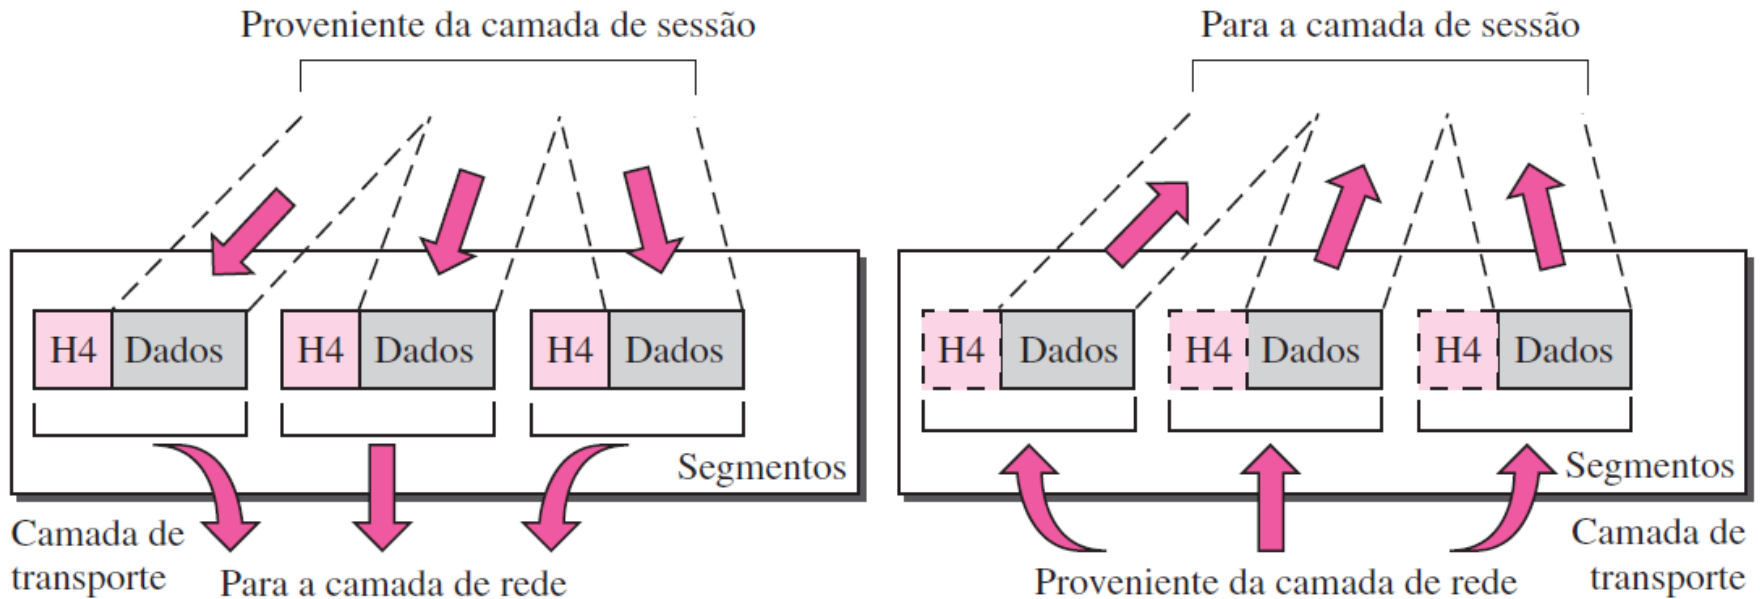 Proveniente da camada de sessão
H4 Dados H4 Dados H4 Dados
Segmentos
Camada de
transporte
Para a camada de rede
Para a camada de sessão
H4 Dados H4 Dados H4 Dados
Segmentos
Camada de
transporte
Proveniente da camada de rede